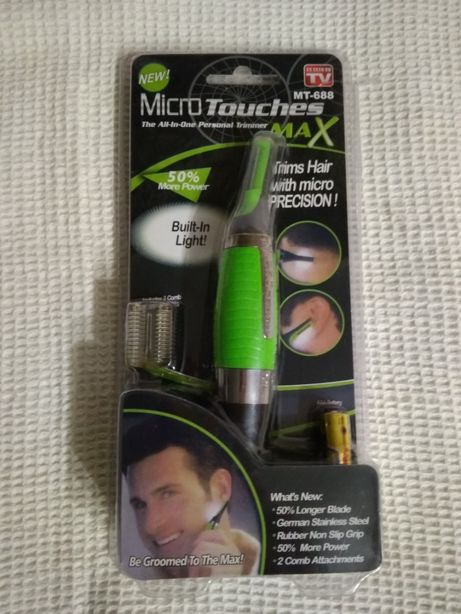 NEW!
AS SEEN ON
TV
MT-688
Micro Touches
The All-In-One Personal Trimmer
MAX
50%
More Power
Trims Hair
with micro
PRECISION!
Built-In
Light!
Comb
Battery
What's New:
• 50% Longer Blade
• German Stainless Steel
• Rubber Non Slip Grip
• 50% More Power
• 2 Comb Attachments
Be Groomed To The Max!